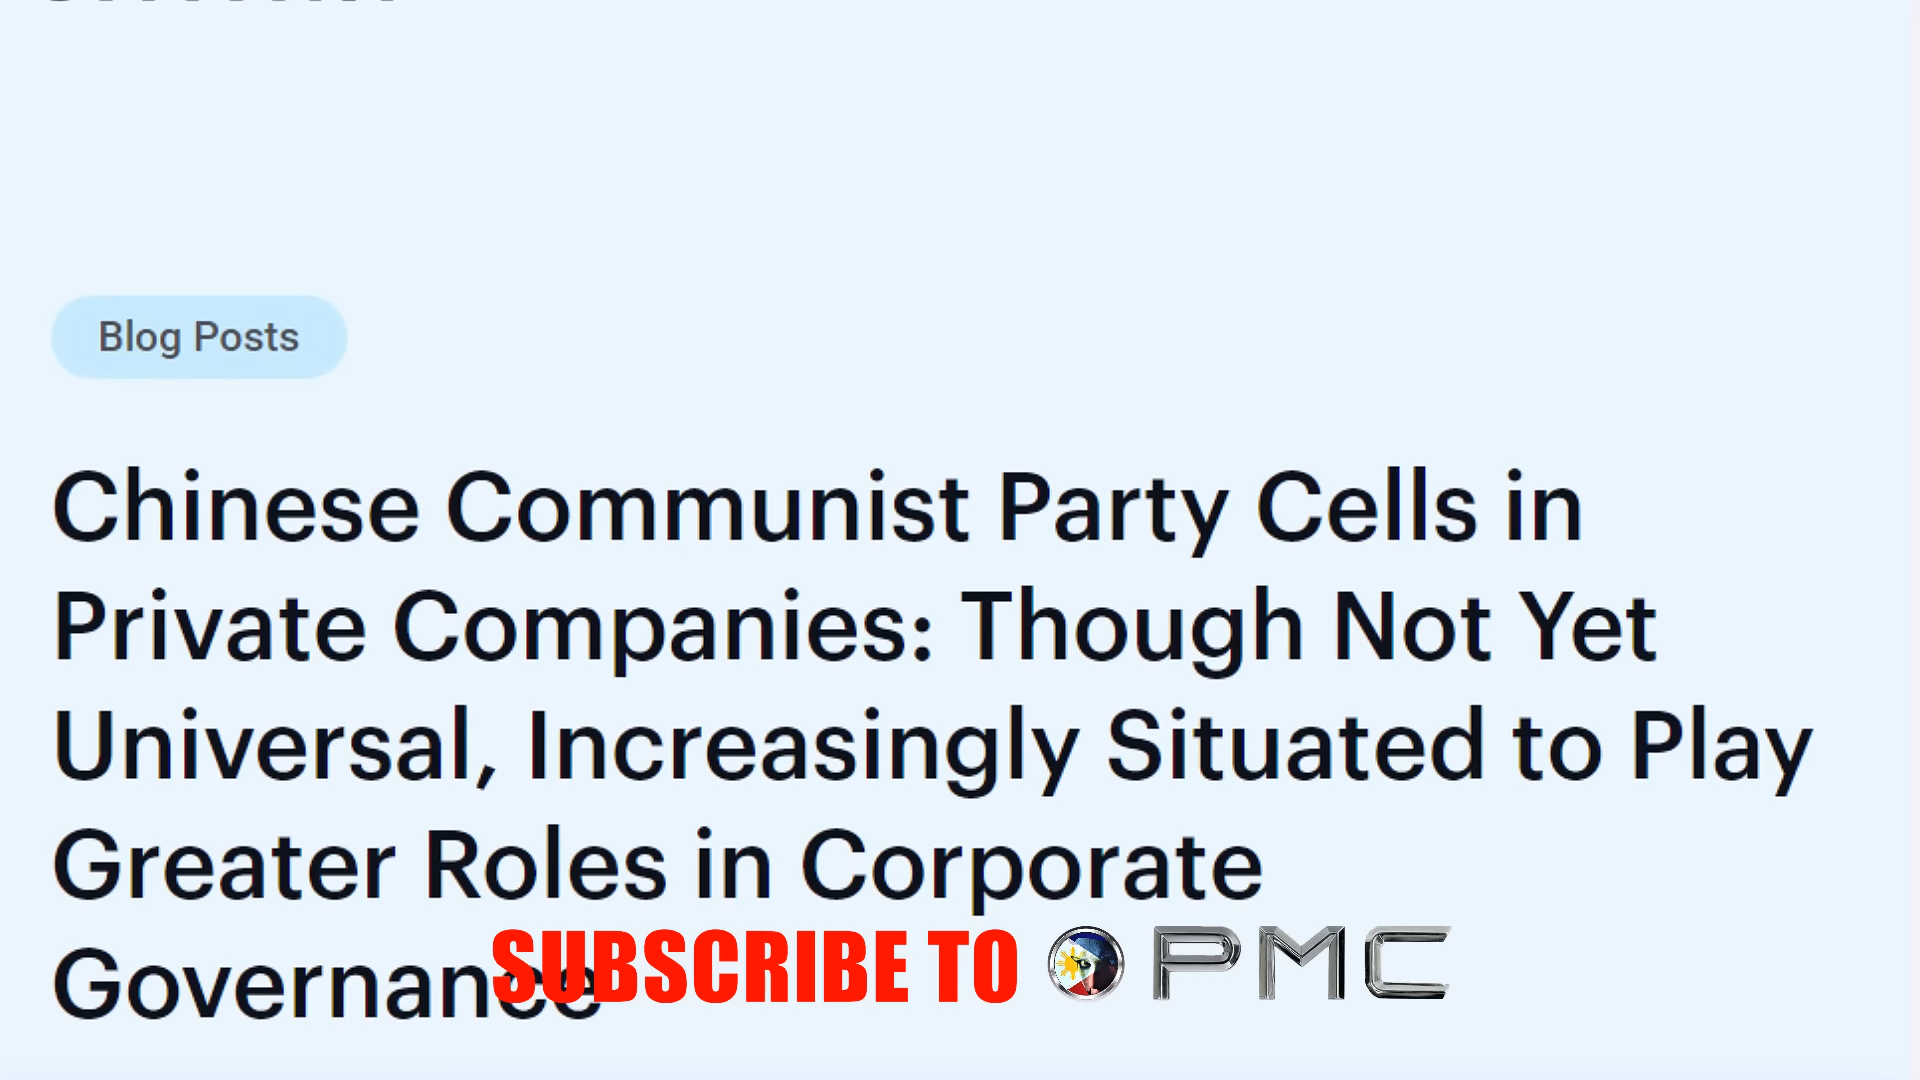 Blog Posts
Chinese Communist Party Cells in
Private Companies: Though Not Yet
Universal, Increasingly Situated to Play
Greater Roles in Corporate
Governance
SUBSCRIBE TO PMC